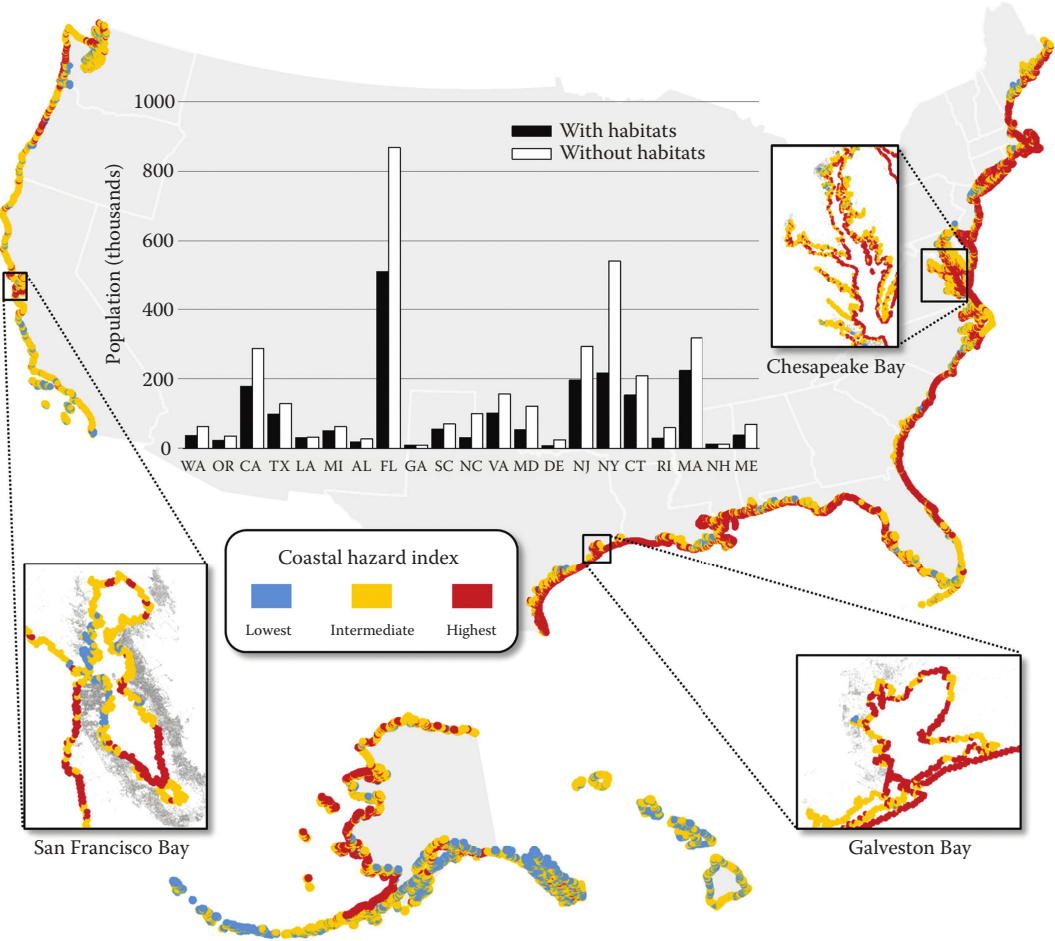 1000
800
600
400
200
0
Population (thousands)
With habitats
Without habitats
WA OR CA TX LA MI AL FL GA SC NC VA MD DE NJ NY CT RI MA NH ME
Chesapeake Bay
Coastal hazard index
Lowest Intermediate Highest
San Francisco Bay
Galveston Bay